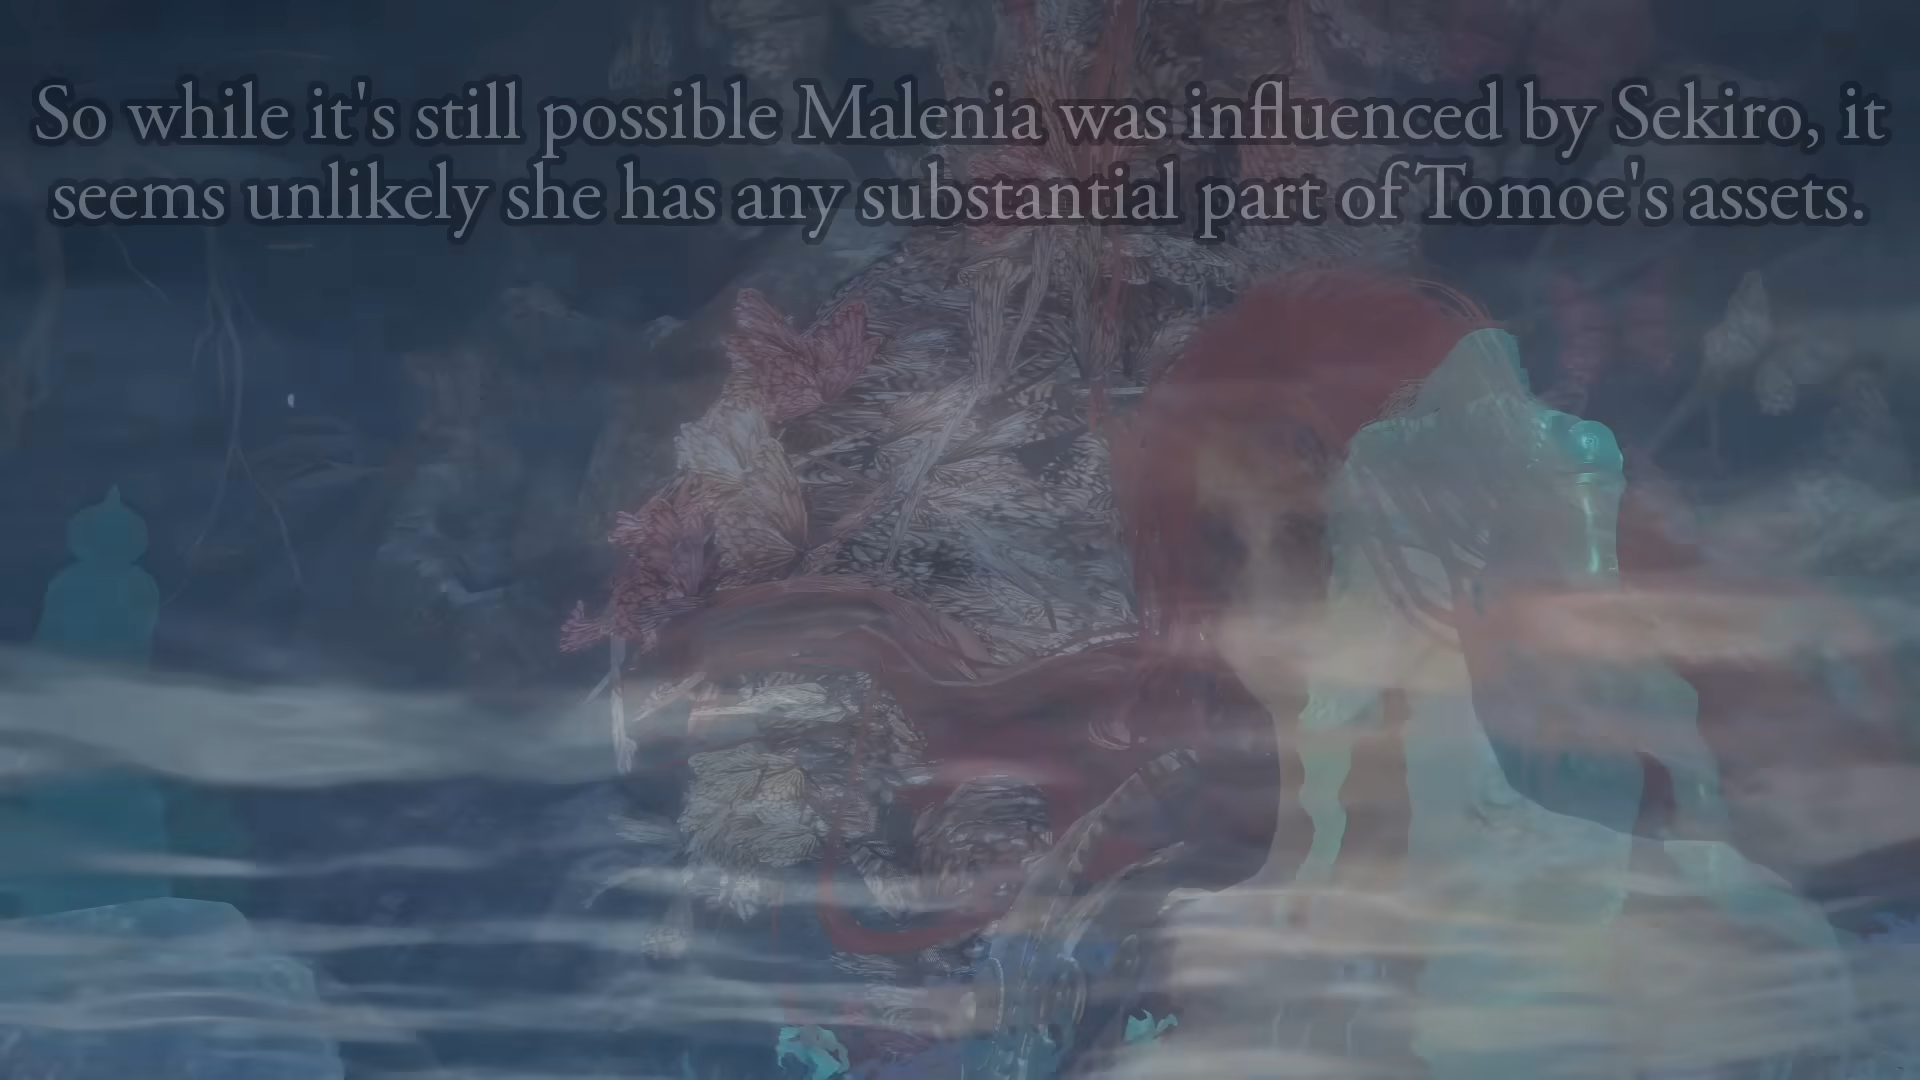 So while it's still possible Malenia was influenced by Sekiro, it
seems unlikely she has any substantial part of Tomoe's assets.